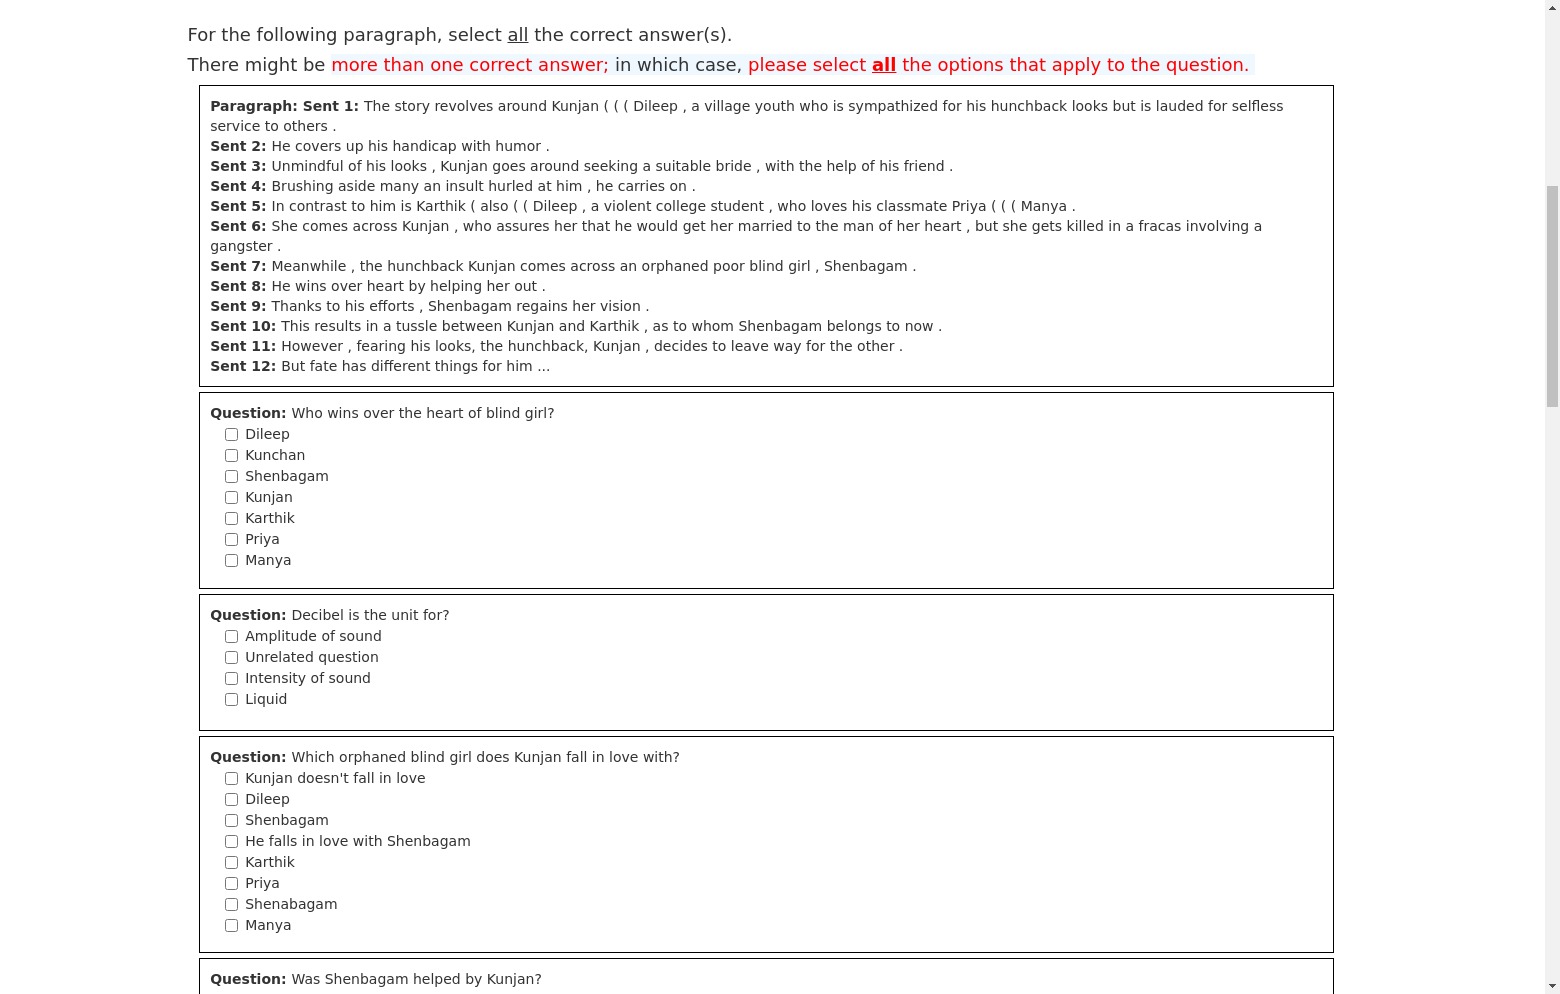 For the following paragraph, select all the correct answer(s).
There might be more than one correct answer; in which case, please select all the options that apply to the question.
Paragraph: Sent 1: The story revolves around Kunjan ( ( ( Dileep , a village youth who is sympathized for his hunchback looks but is lauded for selfless
service to others .
Sent 2: He covers up his handicap with humor .
Sent 3: Unmindful of his looks , Kunjan goes around seeking a suitable bride , with the help of his friend .
Sent 4: Brushing aside many an insult hurled at him , he carries on .
Sent 5: In contrast to him is Karthik ( also ( ( Dileep , a violent college student , who loves his classmate Priya ( ( ( Manya .
Sent 6: She comes across Kunjan , who assures her that he would get her married to the man of her heart , but she gets killed in a fracas involving a
gangster .
Sent 7: Meanwhile , the hunchback Kunjan comes across an orphaned poor blind girl , Shenbagam .
Sent 8: He wins over heart by helping her out .
Sent 9: Thanks to his efforts , Shenbagam regains her vision .
Sent 10: This results in a tussle between Kunjan and Karthik , as to whom Shenbagam belongs to now .
Sent 11: However , fearing his looks, the hunchback, Kunjan , decides to leave way for the other .
Sent 12: But fate has different things for him ...
Question: Who wins over the heart of blind girl?
Dileep
Kunchan
Shenbagam
Kunjan
Karthik
Priya
Manya
Question: Decibel is the unit for?
Amplitude of sound
Unrelated question
Intensity of sound
Liquid
Question: Which orphaned blind girl does Kunjan fall in love with?
Kunjan doesn't fall in love
Dileep
Shenbagam
He falls in love with Shenbagam
Karthik
Priya
Shenabagam
Manya
Question: Was Shenbagam helped by Kunjan?